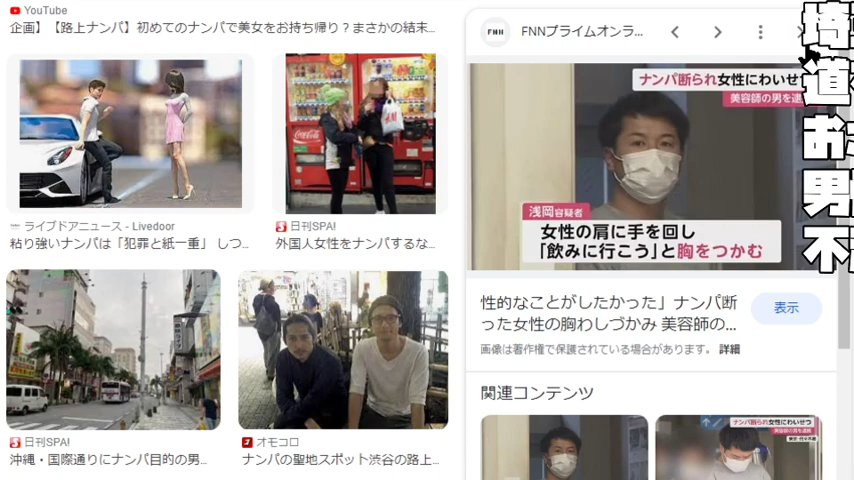 YouTube
企画】【路上ナンパ】初めてのナンパで美女をお持ち帰り？まさかの結末...
ライブドアニュース - Livedoor
粘り強いナンパは「犯罪と紙一重」 しつ...
日刊SPA!
外国人女性をナンパするな...
日刊SPA!
沖縄・国際通りにナンパ目的の男...
オモコロ
ナンパの聖地スポット渋谷の路上...
FNN
FNNプライムオンラ...
ナンパ断られ女性にわいせつ
美容師の男を逮
浅岡容疑者
女性の肩に手を回し
「飲みに行こう」と胸をつかむ
性的なことがしたかった」ナンパ断
った女性の胸わしづかみ 美容師の...
表示
画像は著作権で保護されている場合があります。 詳細
関連コンテンツ
ナンパ断られ女性にわいせつ
道
お
男
不